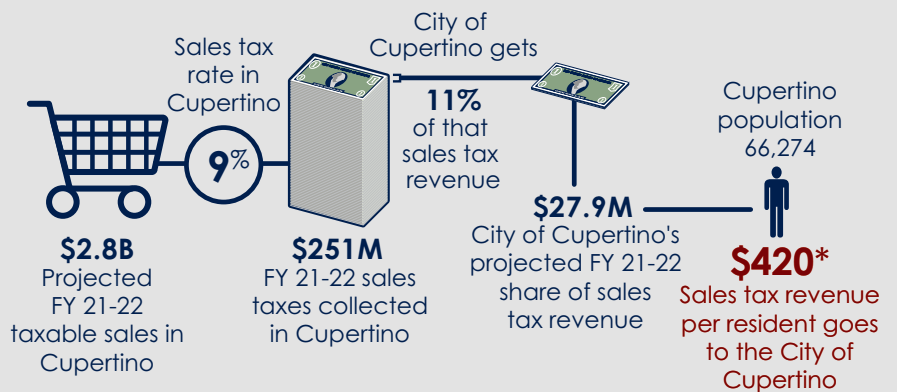 Sales tax
rate in
Cupertino
9%
$2.8B
Projected
FY 21-22
taxable sales in
Cupertino
$251M
FY 21-22 sales
taxes collected
in Cupertino
City of
Cupertino gets
11%
of that
sales tax
revenue
$27.9M
City of Cupertino's
projected FY 21-22
share of sales
tax revenue
Cupertino
population
66,274
$420*
Sales tax revenue
per resident goes
to the City of
Cupertino